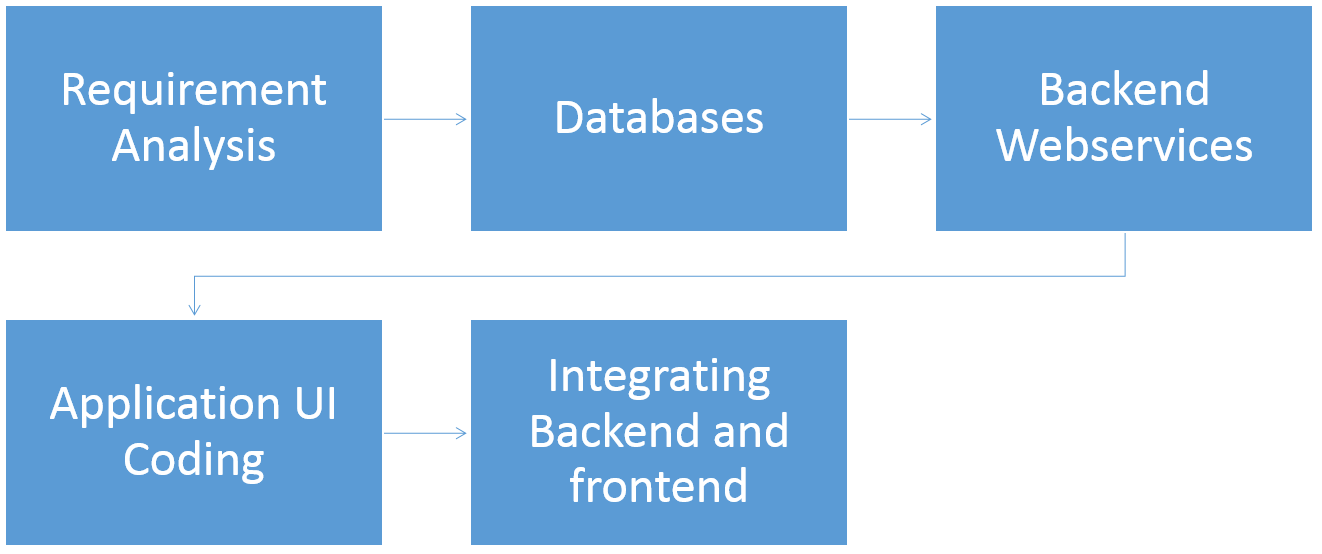 Requirement
Analysis
Databases
Backend
Webservices
Application UI
Coding
Integrating
Backend and
frontend